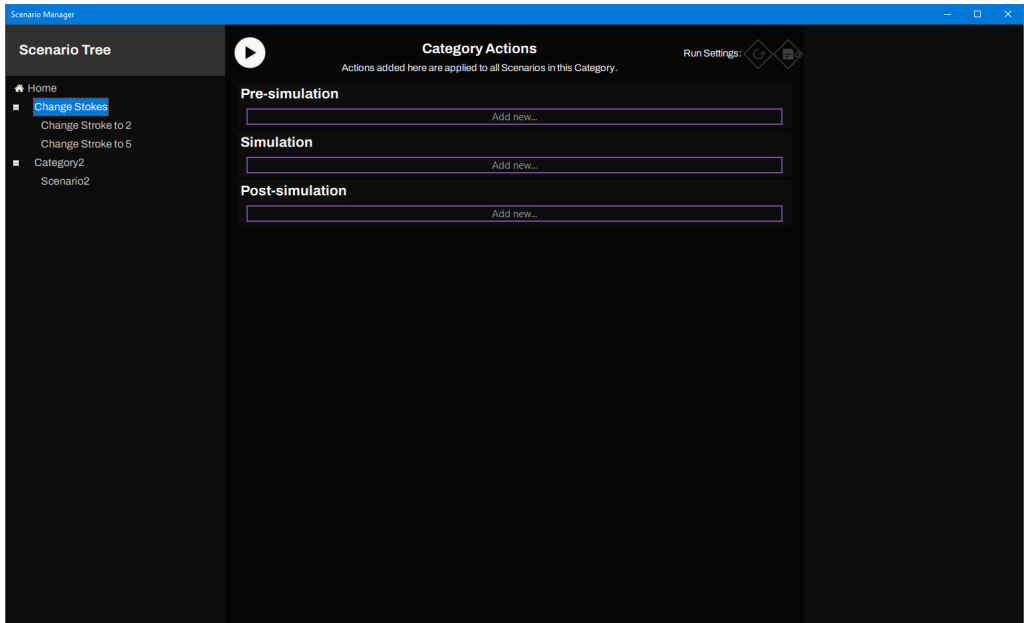 Scenario Manager
Scenario Tree
Home
Change Stokes
Change Stroke to 2
Change Stroke to 5
Category2
Scenario2
Category Actions
Actions added here are applied to all Scenarios in this Category.
Run Settings:
Pre-simulation
Add new...
Simulation
Add new...
Post-simulation
Add new...